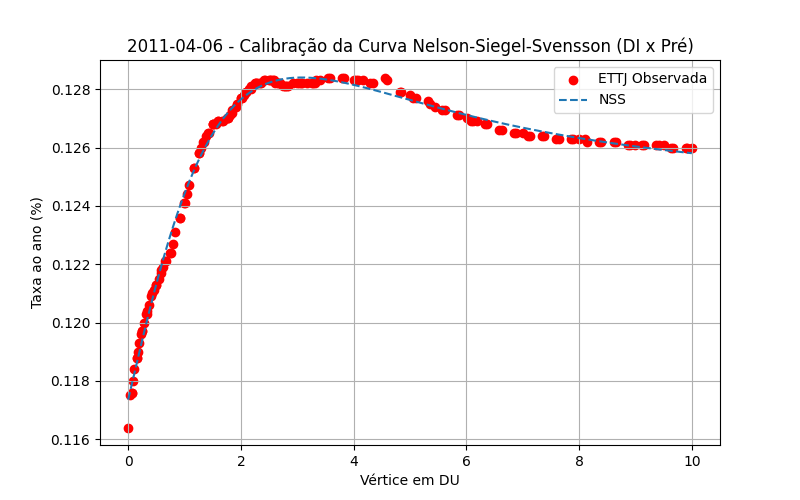 2011-04-06 - Calibração da Curva Nelson-Siegel-Svensson (DI x Pré)
ETTJ Observada
NSS
Taxa ao ano (%)
0.128
0.126
0.124
0.122
0.120
0.118
0.116
0
2
4
6
8
10
Vértice em DU